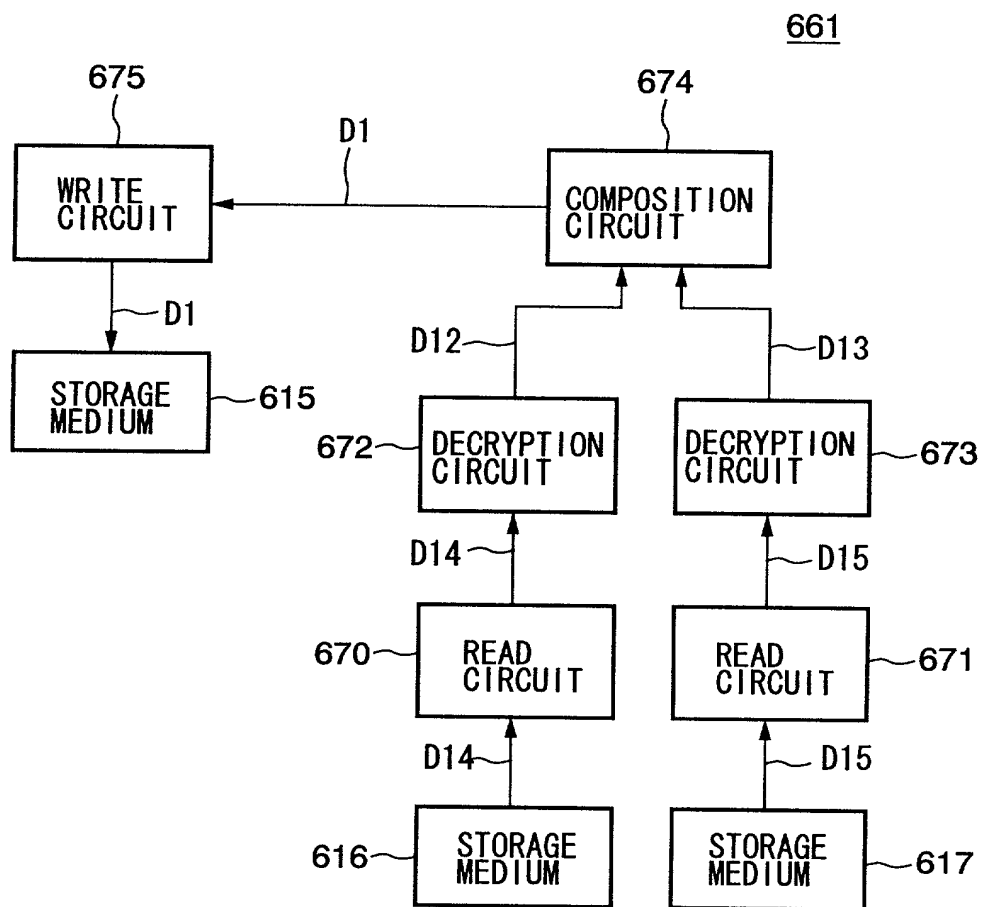 661
675
674
D1
WRITE
CIRCUIT
COMPOSITION
CIRCUIT
D1
D12
D13
STORAGE
MEDIUM
615
672
DECRYPTION
CIRCUIT
DECRYPTION
CIRCUIT
673
D14
D15
670
READ
CIRCUIT
READ
CIRCUIT
671
D14
D15
616
STORAGE
MEDIUM
STORAGE
MEDIUM
617